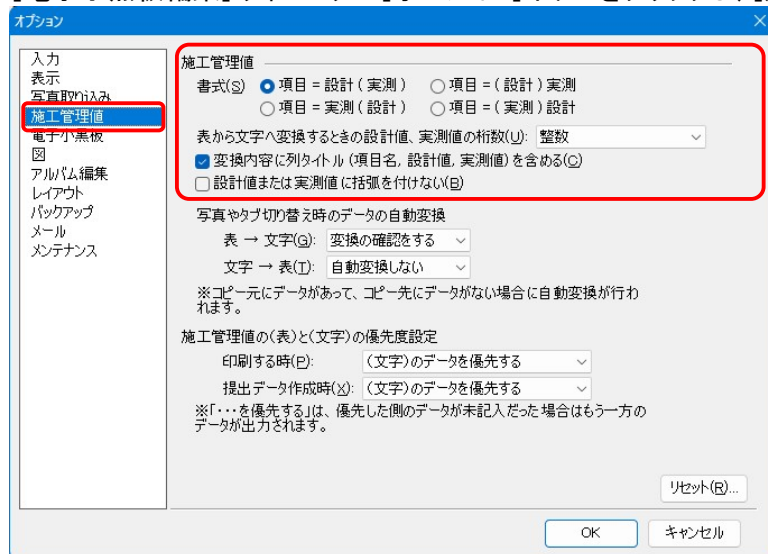 オプション
入力
表示
写真取り込み
施工管理値
電子小黒板
図
アルバム編集
レイアウト
バックアップ
メール
メンテナンス
施工管理値
書式(S) 項目 = 設計 ( 実測 ) 項目 = ( 設計 ) 実測
項目 = 実測 ( 設計 ) 項目 = ( 実測 ) 設計
表から文字へ変換するときの設計値、実測値の桁数(U): 整数
変換内容に列タイトル (項目名, 設計値, 実測値) を含める(C)
設計値または実測値に括弧を付けない(B)
写真やタブ切り替え時のデータの自動変換
表 → 文字(G): 変換の確認をする
文字 → 表(T): 自動変換しない
※コピー元にデータがあって、コピー先にデータがない場合に自動変換が行わ
れます。
施工管理値の(表)と(文字)の優先度設定
印刷する時(P): (文字)のデータを優先する
提出データ作成時(X): (文字)のデータを優先する
※「・・・を優先する」は、優先した側のデータが未記入だった場合はもう一方の
データが出力されます。
リセット(R)...
OK キャンセル